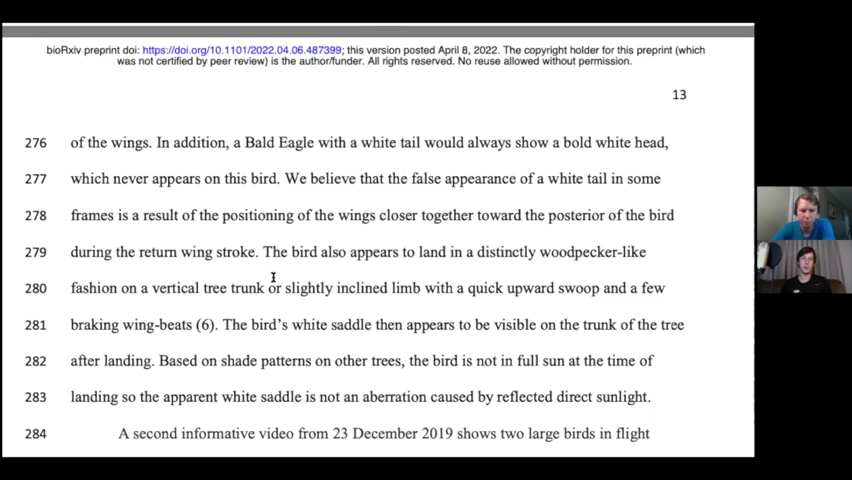 bioRxiv preprint doi: https://doi.org/10.1101/2022.04.06.487399; this version posted April 8, 2022. The copyright holder for this preprint (which
was not certified by peer review) is the author/funder. All rights reserved. No reuse allowed without permission.
13
276 of the wings. In addition, a Bald Eagle with a white tail would always show a bold white head,
277 which never appears on this bird. We believe that the false appearance of a white tail in some
278 frames is a result of the positioning of the wings closer together toward the posterior of the bird
279 during the return wing stroke. The bird also appears to land in a distinctly woodpecker-like
280 fashion on a vertical tree trunk or slightly inclined limb with a quick upward swoop and a few
281 braking wing-beats (6). The bird's white saddle then appears to be visible on the trunk of the tree
282 after landing. Based on shade patterns on other trees, the bird is not in full sun at the time of
283 landing so the apparent white saddle is not an aberration caused by reflected direct sunlight.
284 A second informative video from 23 December 2019 shows two large birds in flight